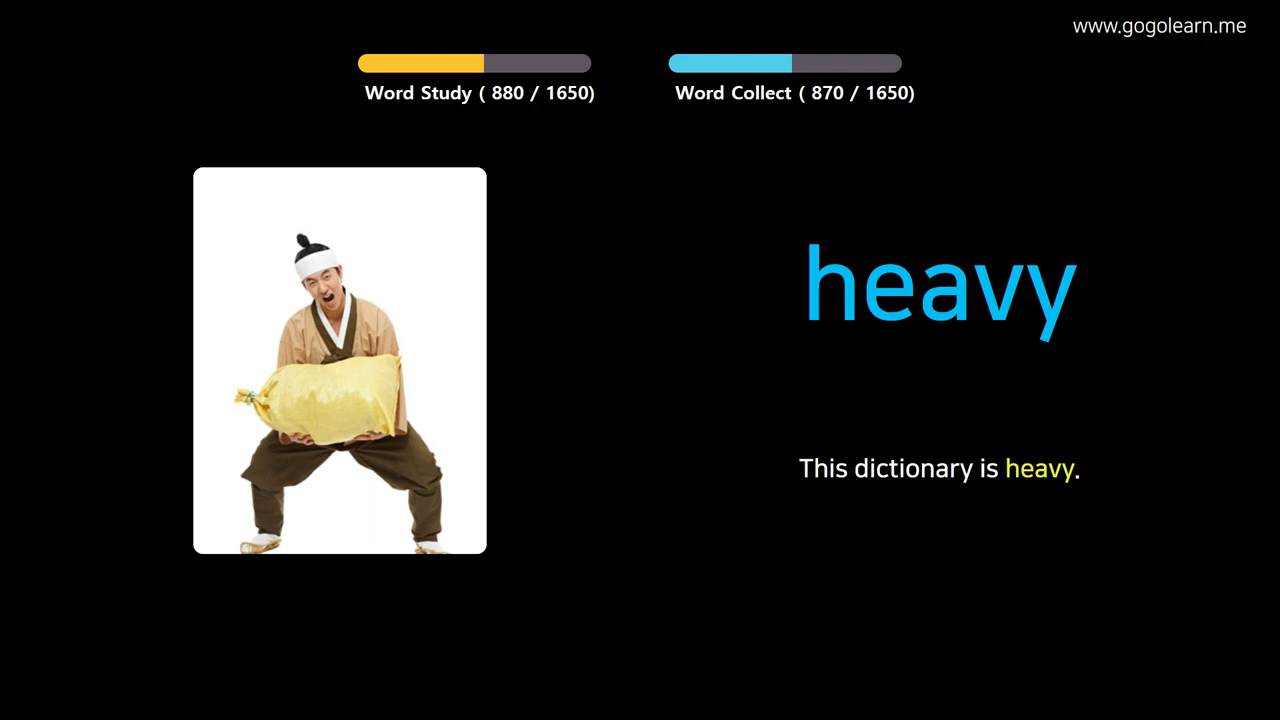 www.gogolearn.me
Word Study ( 880 / 1650)
Word Collect ( 870 / 1650)
heavy
This dictionary is heavy.